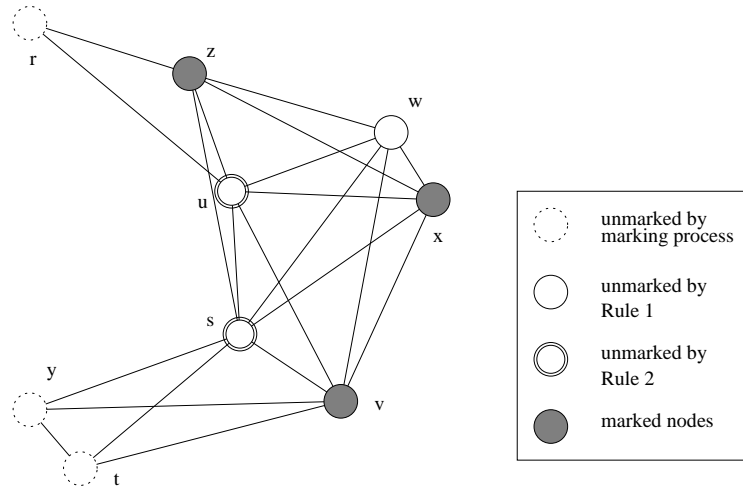 r
z
w
u
x
s
y
v
t
unmarked by
marking process
unmarked by
Rule 1
unmarked by
Rule 2
marked nodes